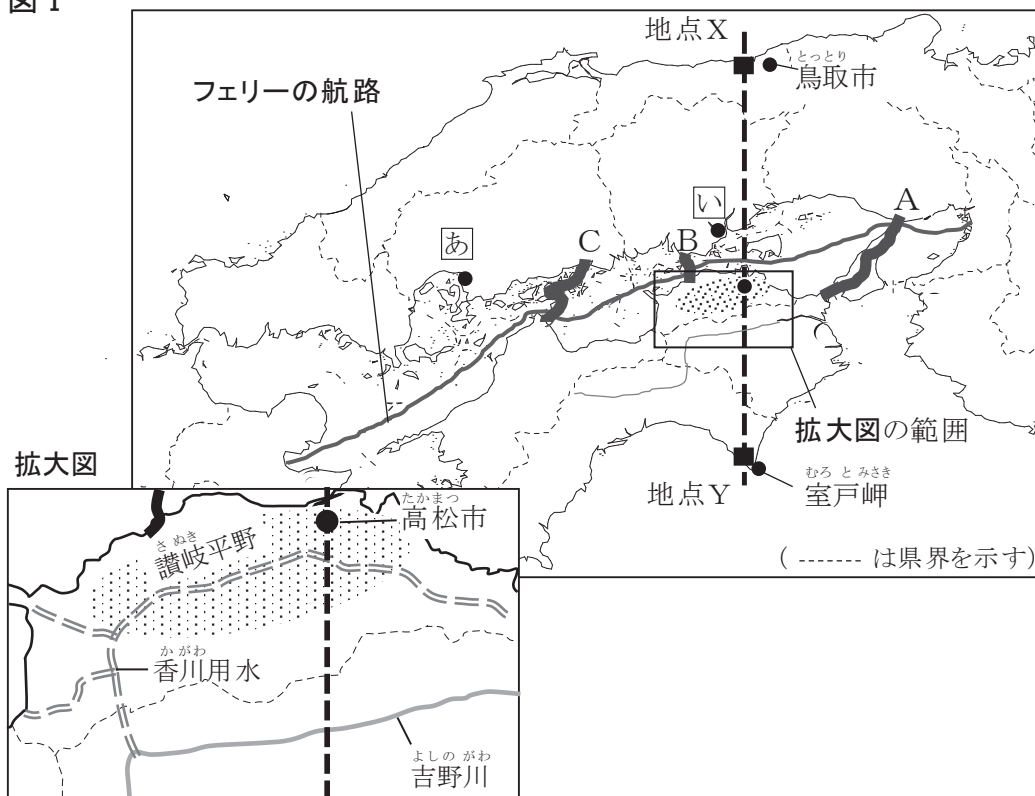 図1
地点X
とっとり
鳥取市
フェリーの航路
A
い
B
C
あ
拡大図の範囲
むろとみさき
室戸岬
地点Y
( ------- は県界を示す)
拡大図
たかまつ
高松市
さぬき
讃岐平野
かがわ
香川用水
よしのがわ
吉野川